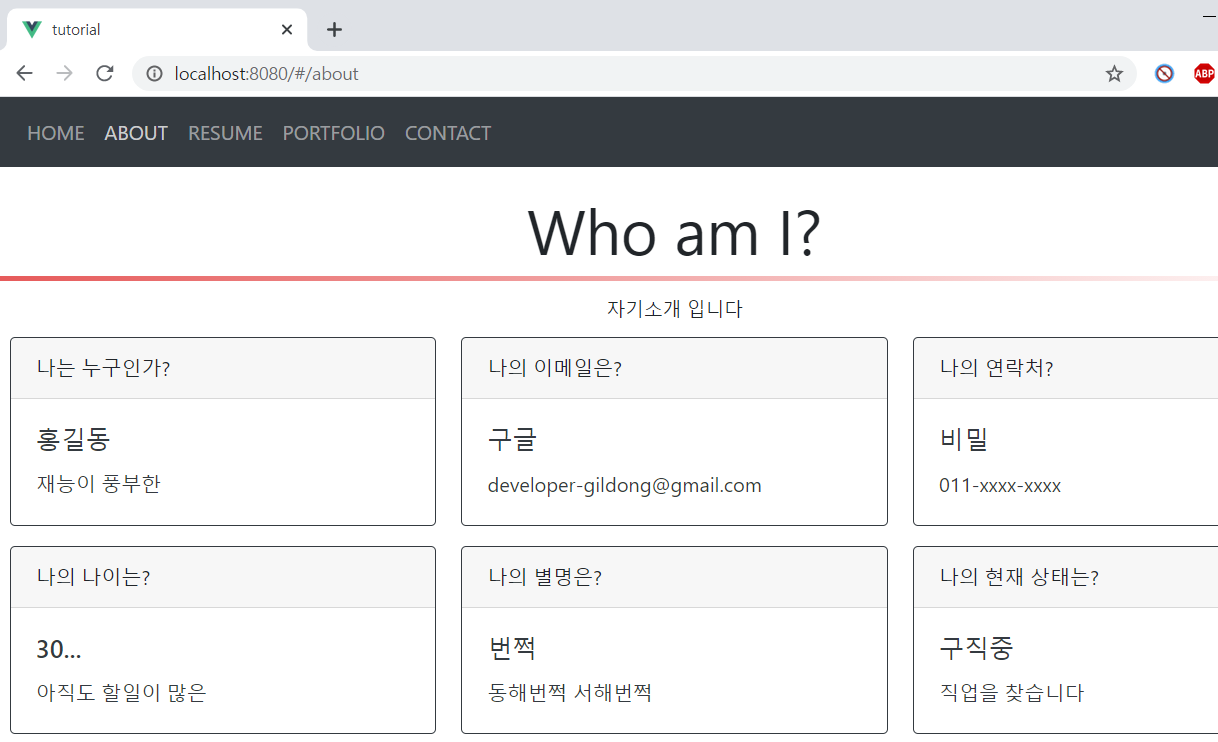 tutorial
localhost:8080/#/about
ABP
HOME ABOUT RESUME PORTFOLIO CONTACT
Who am I?
자기소개 입니다
나는 누구인가?
홍길동
재능이 풍부한
나의 이메일은?
구글
developer-gildong@gmail.com
나의 연락처?
비밀
011-xxxx-xxxx
나의 나이는?
30...
아직도 할일이 많은
나의 별명은?
번쩍
동해번쩍 서해번쩍
나의 현재 상태는?
구직중
직업을 찾습니다